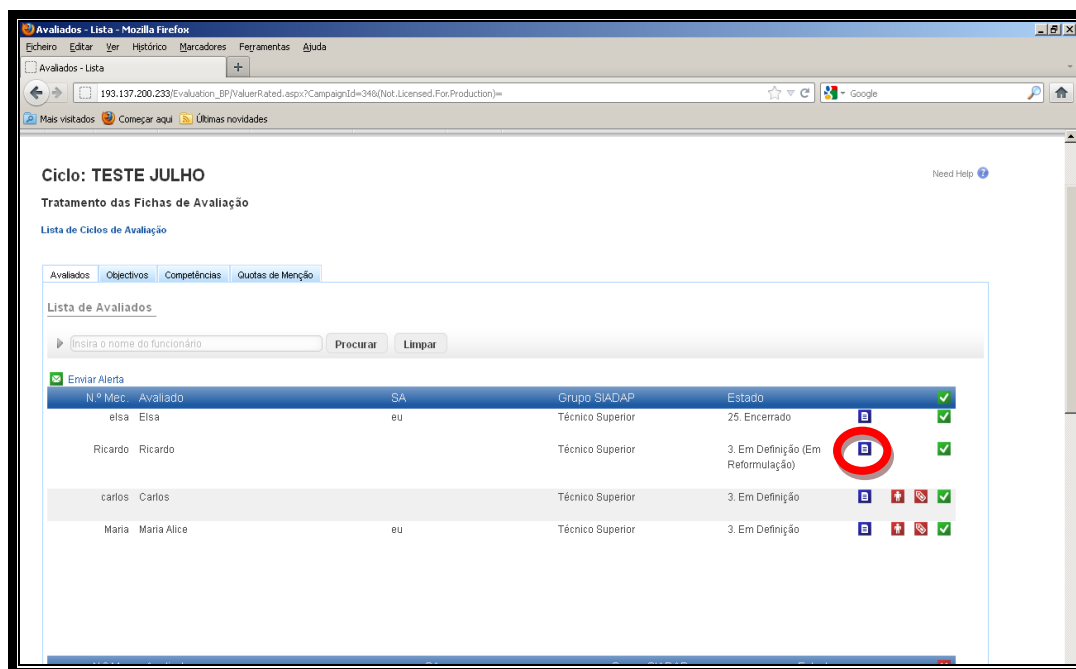 Avaliados - Lista - Mozilla Firefox
Ficheiro Editar Ver Histórico Marcadores Ferramentas Ajuda
Avaliados - Lista +
193.137.200.233/Evaluation_BP/ValuerRated.aspx?CampaignId=348&(Not.Licensed.For.Production)= Google
Mais visitados Começar aqui Últimas novidades
Ciclo: TESTE JULHO Need Help ?
Tratamento das Fichas de Avaliação
Lista de Ciclos de Avaliação
Avaliados Objectivos Competências Quotas de Menção
Lista de Avaliados
Insira o nome do funcionário Procurar Limpar
Enviar Alerta
N.º Mec. Avaliado SA Grupo SIADAP Estado
elsa Elsa eu Técnico Superior 25. Encerrado
Ricardo Ricardo Técnico Superior 3. Em Definição (Em
Reformulação)
carlos Carlos Técnico Superior 3. Em Definição
Maria Maria Alice eu Técnico Superior 3. Em Definição